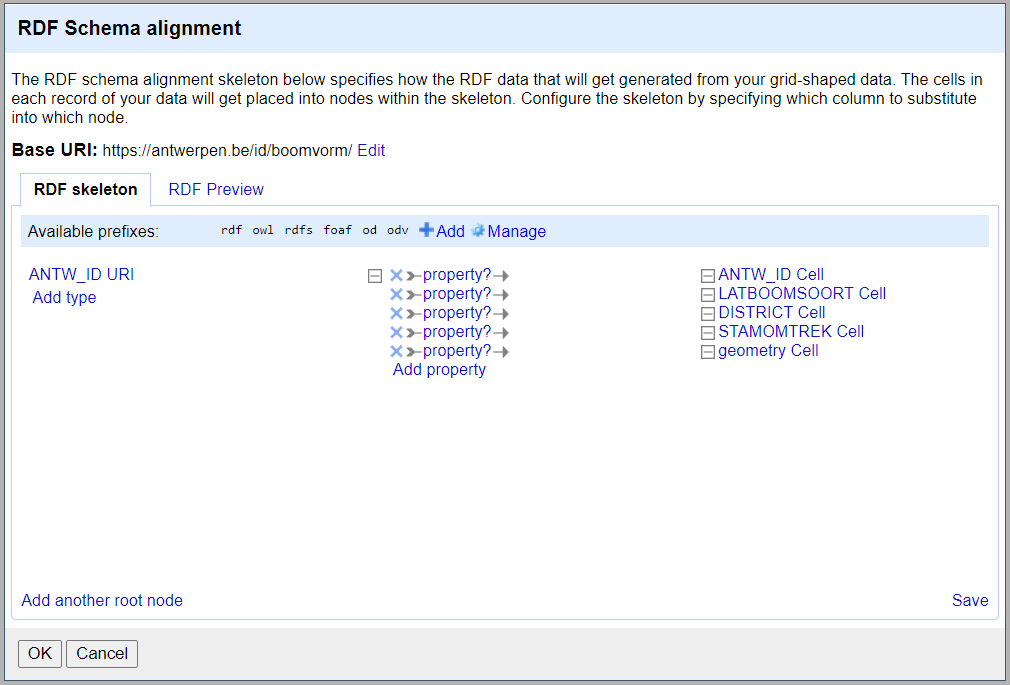 RDF Schema alignment
The RDF schema alignment skeleton below specifies how the RDF data that will get generated from your grid-shaped data. The cells in
each record of your data will get placed into nodes within the skeleton. Configure the skeleton by specifying which column to substitute
into which node.
Base URI: https://antwerpen.be/id/boomvorm/ Edit
RDF skeleton RDF Preview
Available prefixes: rdf owl rdfs foaf od odv Add Manage
ANTW_ID URI property? ANTW_ID Cell
Add type property? LATBOOMSOORT Cell
property? DISTRICT Cell
property? STAMOMTREK Cell
property? geometry Cell
Add property
Add another root node Save
OK Cancel